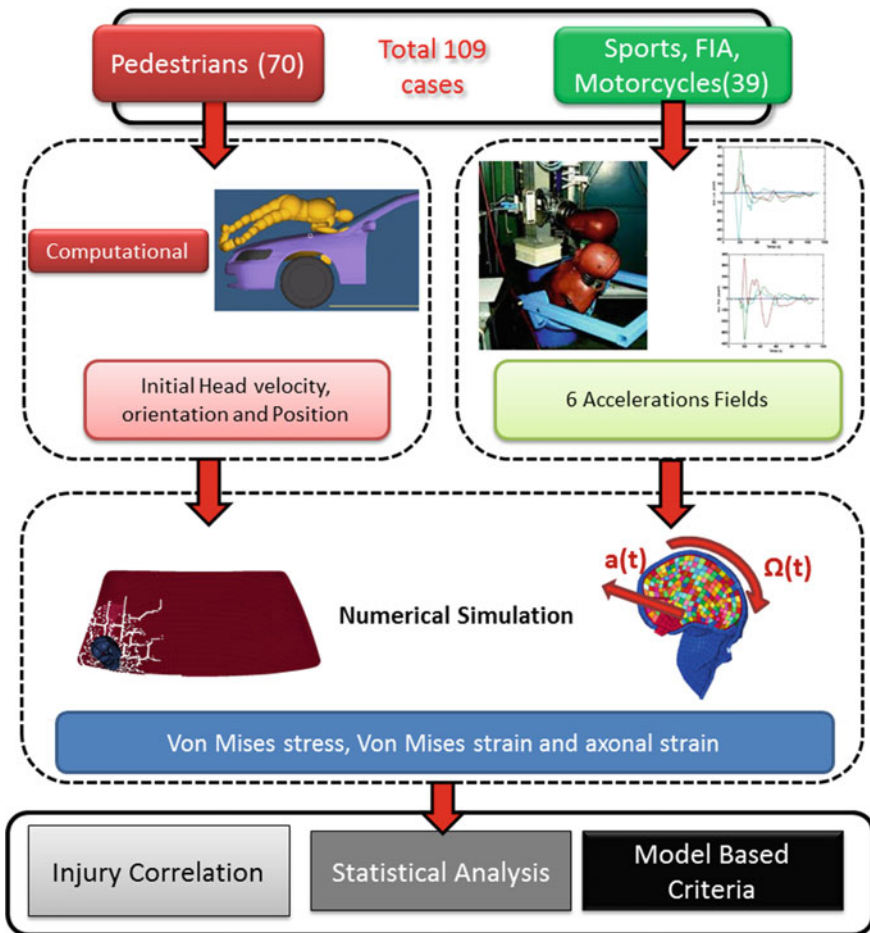 Pedestrians (70)
Total 109
cases
Sports, FIA,
Motorcycles(39)
Computational
Initial Head velocity,
orientation and Position
6 Accelerations Fields
a(t)
Ω(t)
Numerical Simulation
Von Mises stress, Von Mises strain and axonal strain
Injury Correlation
Statistical Analysis
Model Based
Criteria